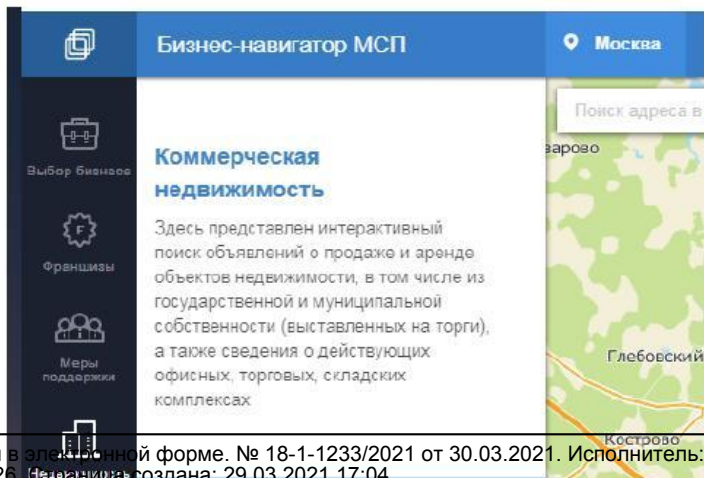 Бизнес-навигатор МСП
Москва
Поиск адреса в
варово
Выбор бизнеса
Франшизы
Меры
поддержки
Недвижимость
Коммерческая
недвижимость
Здесь представлен интерактивный
поиск объявлений о продаже и аренде
объектов недвижимости, в том числе из
государственной и муниципальной
собственности (выставленных на торги),
а также сведения о действующих
офисных, торговых, складских
комплексах
Глебовский
Кострово
в электронной форме. № 18-1-1233/2021 от 30.03.2021. Исполнитель:
26. создана: 29.03.2021 17:04